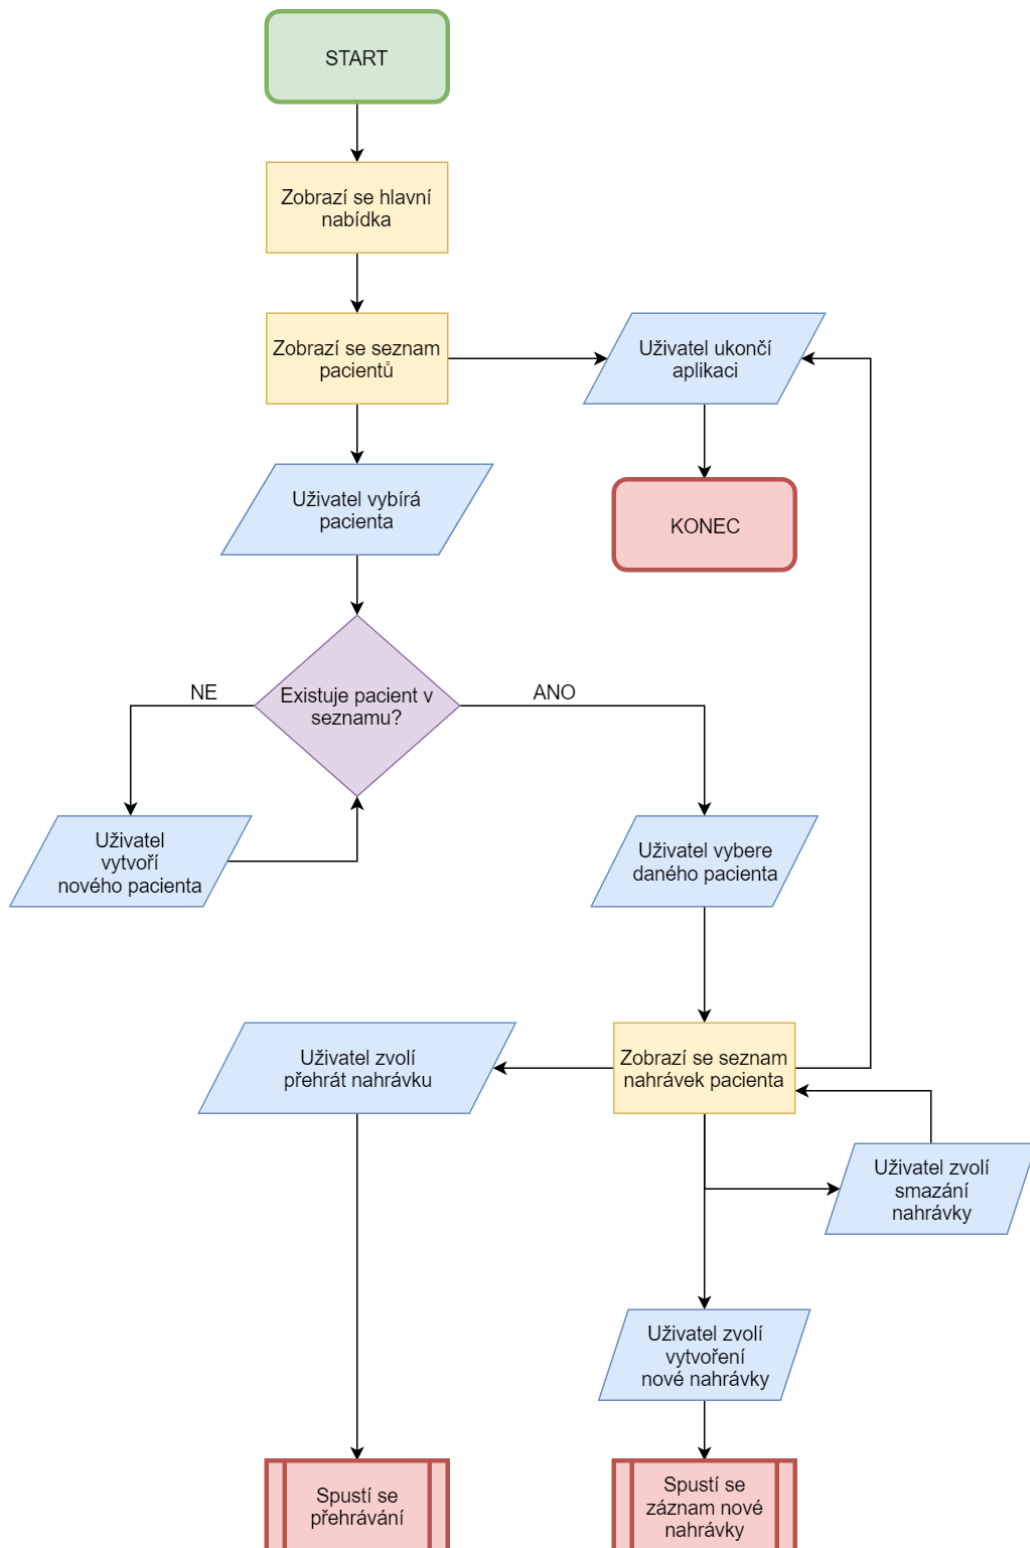 START
Zobrazí se hlavní
nabídka
Zobrazí se seznam
pacientů
Uživatel ukončí
aplikaci
Uživatel vybírá
pacienta
KONEC
NE
Existuje pacient v
seznamu?
ANO
Uživatel
vytvoří
nového pacienta
Uživatel vybere
daného pacienta
Uživatel zvolí
přehrát nahrávku
Zobrazí se seznam
nahrávek pacienta
Uživatel zvolí
smazání
nahrávky
Uživatel zvolí
vytvoření
nové nahrávky
Spustí se
přehrávání
Spustí se
záznam nové
nahrávky